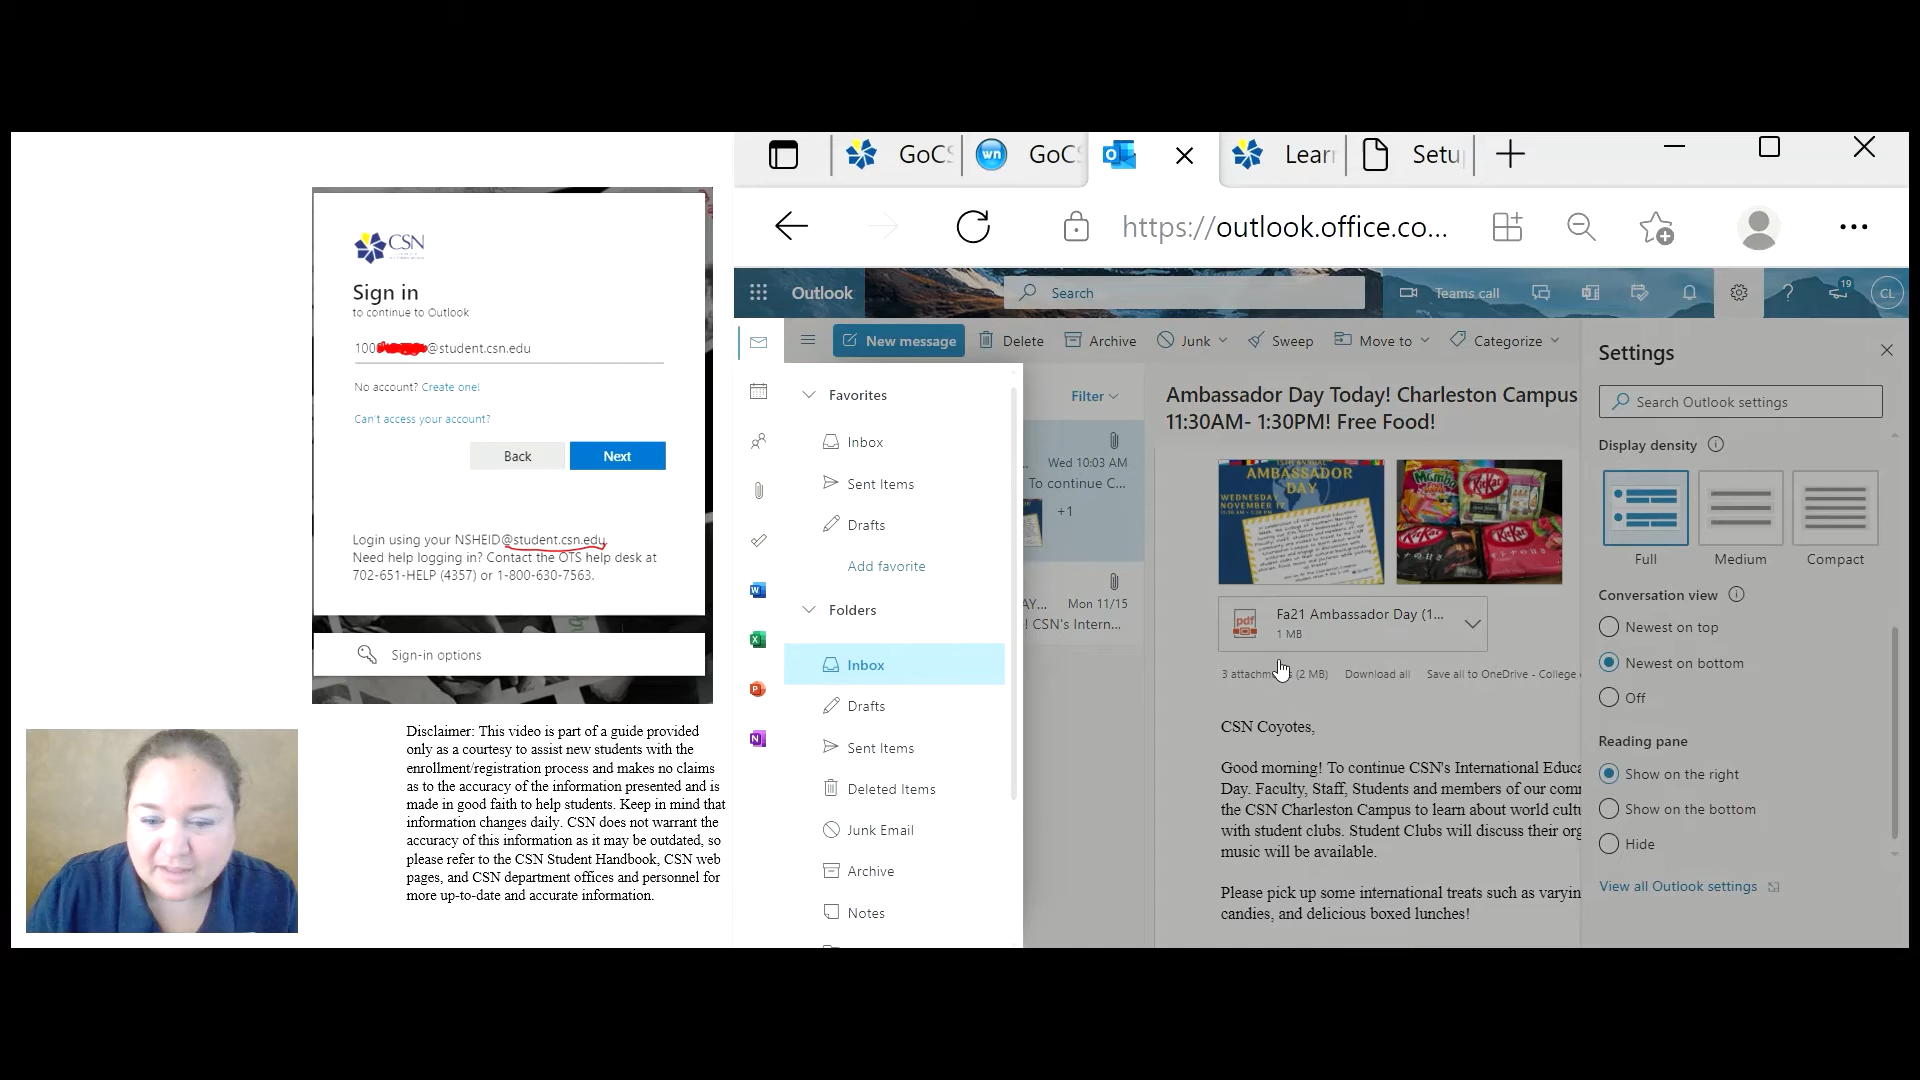 CSN
Sign in
to continue to Outlook
100 @student.csn.edu
No account? Create one!
Can't access your account?
Back
Next
Login using your NSHEID@student.csn.edu.
Need help logging in? Contact the OTS help desk at
702-651-HELP (4357) or 1-800-630-7563.
Sign-in options
Disclaimer: This video is part of a guide provided
only as a courtesy to assist new students with the
enrollment/registration process and makes no claims
as to the accuracy of the information presented and is
made in good faith to help students. Keep in mind that
information changes daily. CSN does not warrant the
accuracy of this information as it may be outdated, so
please refer to the CSN Student Handbook, CSN web
pages, and CSN department offices and personnel for
more up-to-date and accurate information.
GoCS
wn
GoCS
Lear
Setu
https://outlook.office.co...
Outlook
Search
Teams call
19
CL
New message
Delete
Archive
Junk
Sweep
Move to
Categorize
Favorites
Inbox
Sent Items
Drafts
Add favorite
Folders
Inbox
Drafts
Sent Items
Deleted Items
Junk Email
Archive
Notes
Filter
Wed 10:03 AM
To continue C...
+1
AY... Mon 11/15
! CSN's Intern...
Ambassador Day Today! Charleston Campus
11:30AM- 1:30PM! Free Food!
AMBASSADOR
DAY
WEDNESDAY
KitKat
pdf
Fa21 Ambassador Day (1...
1 MB
3 attachm (2 MB)
Download all
Save all to OneDrive - College
CSN Coyotes,
Good morning! To continue CSN's International Educa
Day. Faculty, Staff, Students and members of our com
the CSN Charleston Campus to learn about world cultu
with student clubs. Student Clubs will discuss their org
music will be available.
Please pick up some international treats such as varyin
candies, and delicious boxed lunches!
Settings
Search Outlook settings
Display density
Full
Medium
Compact
Conversation view
Newest on top
Newest on bottom
Off
Reading pane
Show on the right
Show on the bottom
Hide
View all Outlook settings